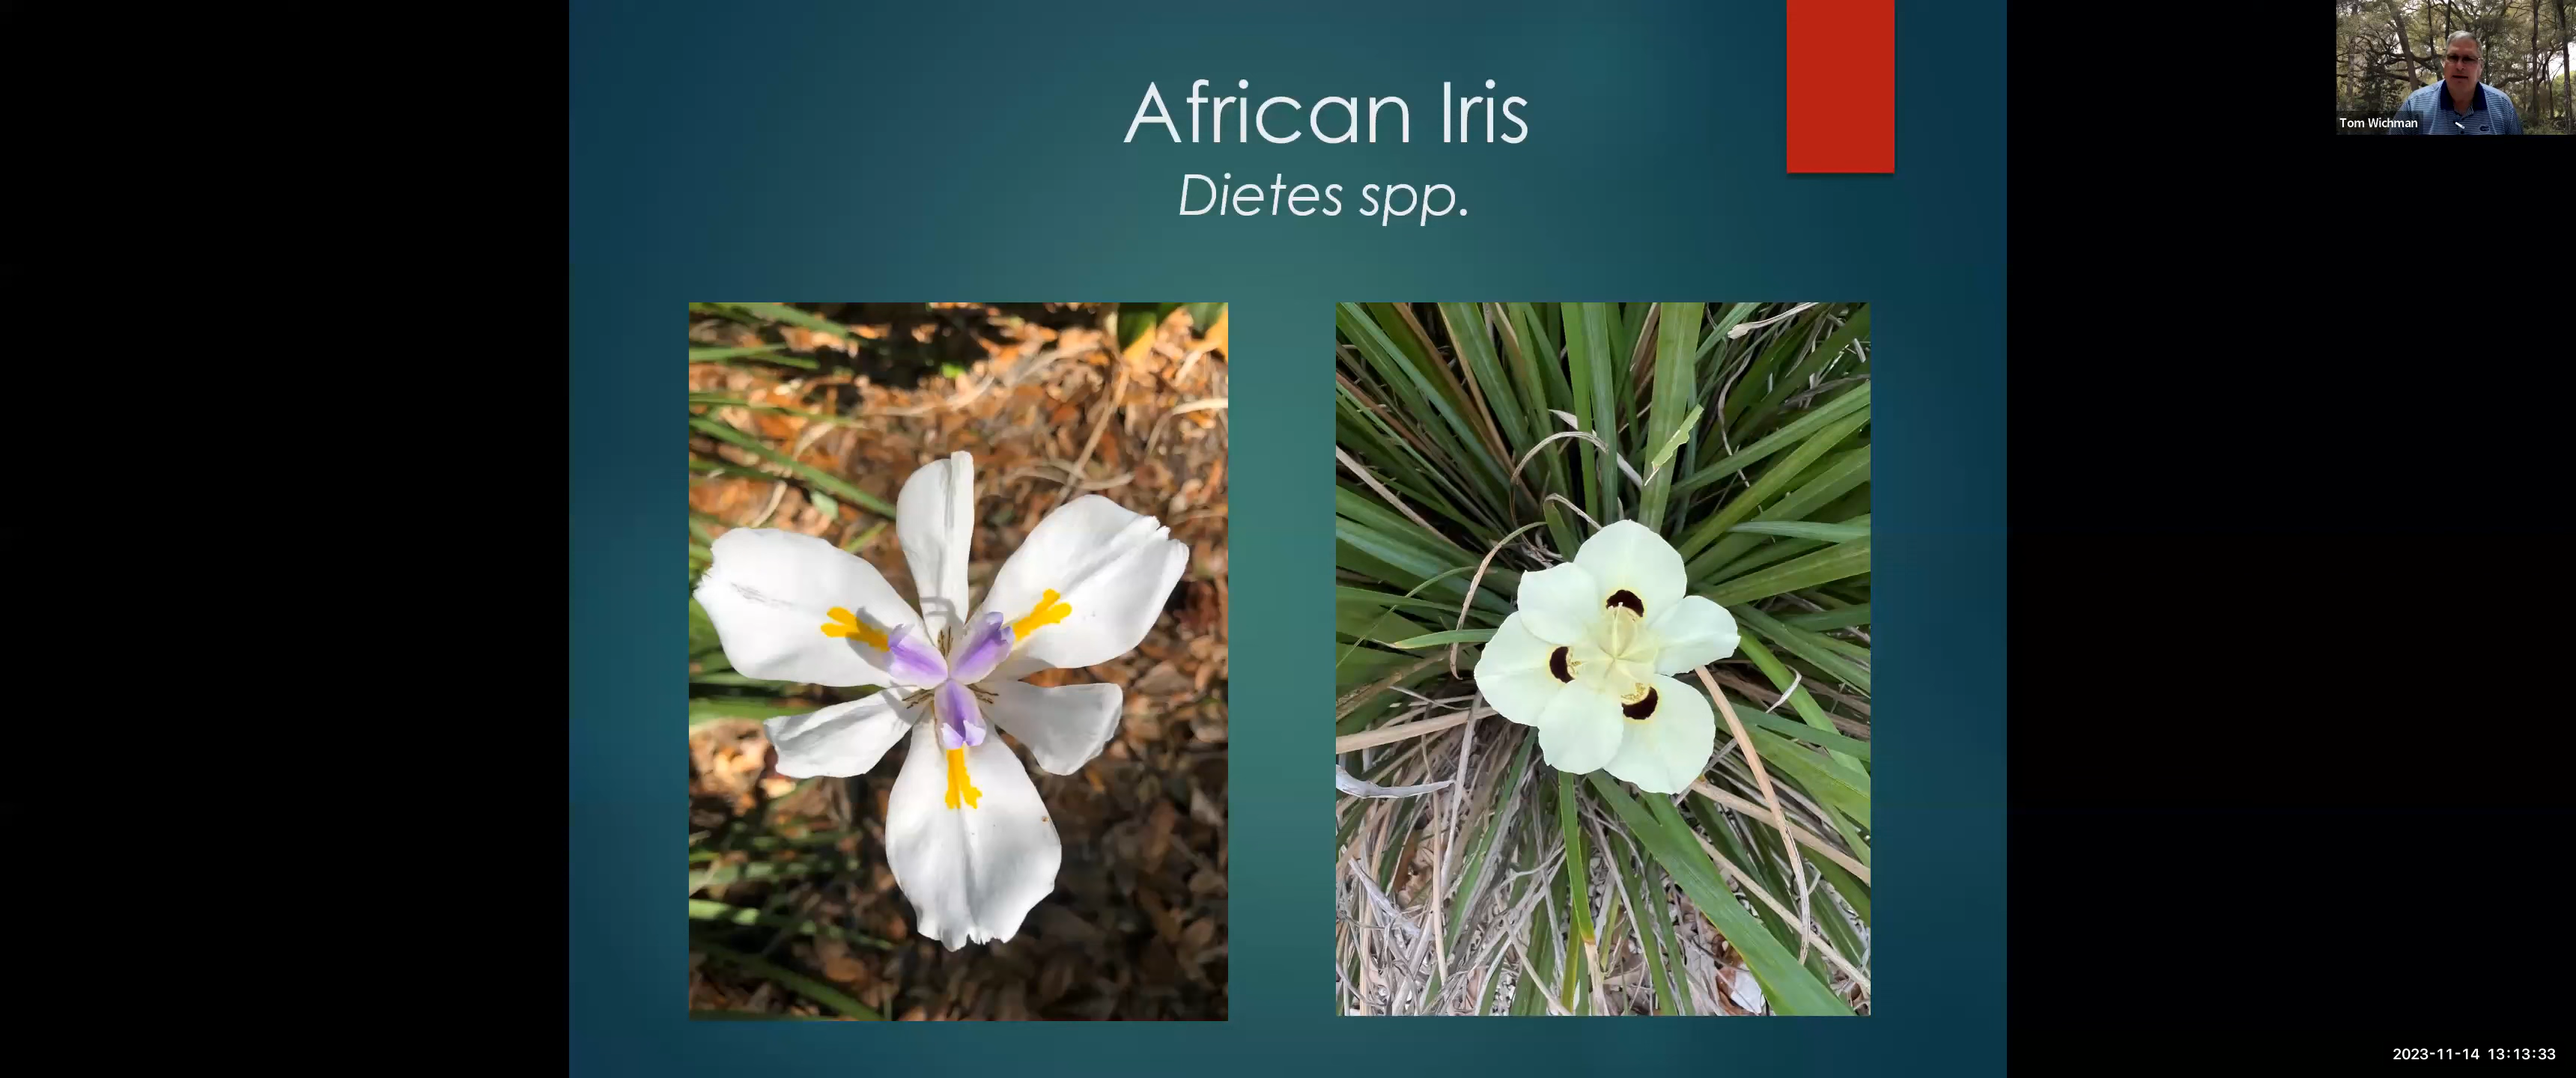 African Iris
Dietes spp.
Tom Wichman
2023-11-14 13:13:33